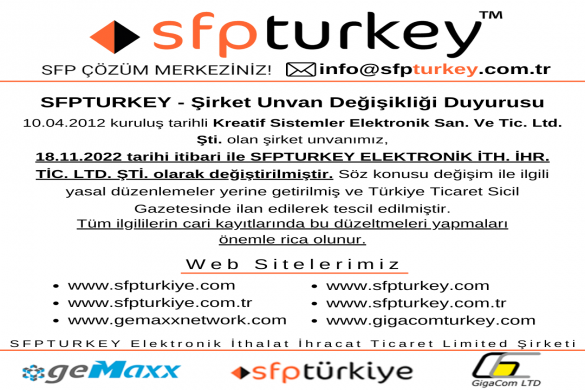 sfpturkey™
SFP ÇÖZÜM MERKEZİNİZ! info@sfpturkey.com.tr
SFPTURKEY - Şirket Unvan Değişikliği Duyurusu
10.04.2012 kuruluş tarihli Kreatif Sistemler Elektronik San. Ve Tic. Ltd.
Şti. olan şirket unvanımız,
18.11.2022 tarihi itibari ile SFPTURKEY ELEKTRONİK İTH. İHR.
TİC. LTD. ŞTİ. olarak değiştirilmiştir. Söz konusu değişim ile ilgili
yasal düzenlemeler yerine getirilmiş ve Türkiye Ticaret Sicil
Gazetesinde ilan edilerek tescil edilmiştir.
Tüm ilgililerin cari kayıtlarında bu düzeltmeleri yapmaları
önemle rica olunur.
Web Sitelerimiz
• www.sfpturkiye.com
• www.sfpturkiye.com.tr
• www.gemaxxnetwork.com
• www.sfpturkey.com
• www.sfpturkey.com.tr
• www.gigacomturkey.com
SFPTURKEY Elektronik İthalat İhracat Ticaret Limited Şirketi
geMaxx sfptürkiye GigaCom LTD